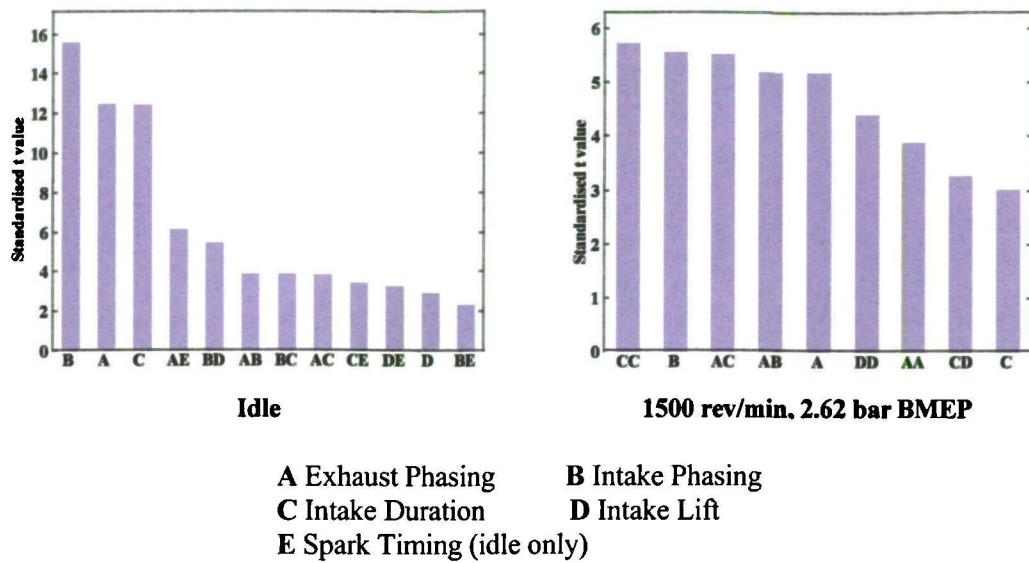 Standardised t value
16
14
12
10
8
6
4
2
0
B A C AE BD AB BC AC CE DE D BE
Idle
Standardised t value
6
5
4
3
2
1
0
CC B AC AB A DD AA CD C
1500 rev/min, 2.62 bar BMEP
A Exhaust Phasing B Intake Phasing
C Intake Duration D Intake Lift
E Spark Timing (idle only)